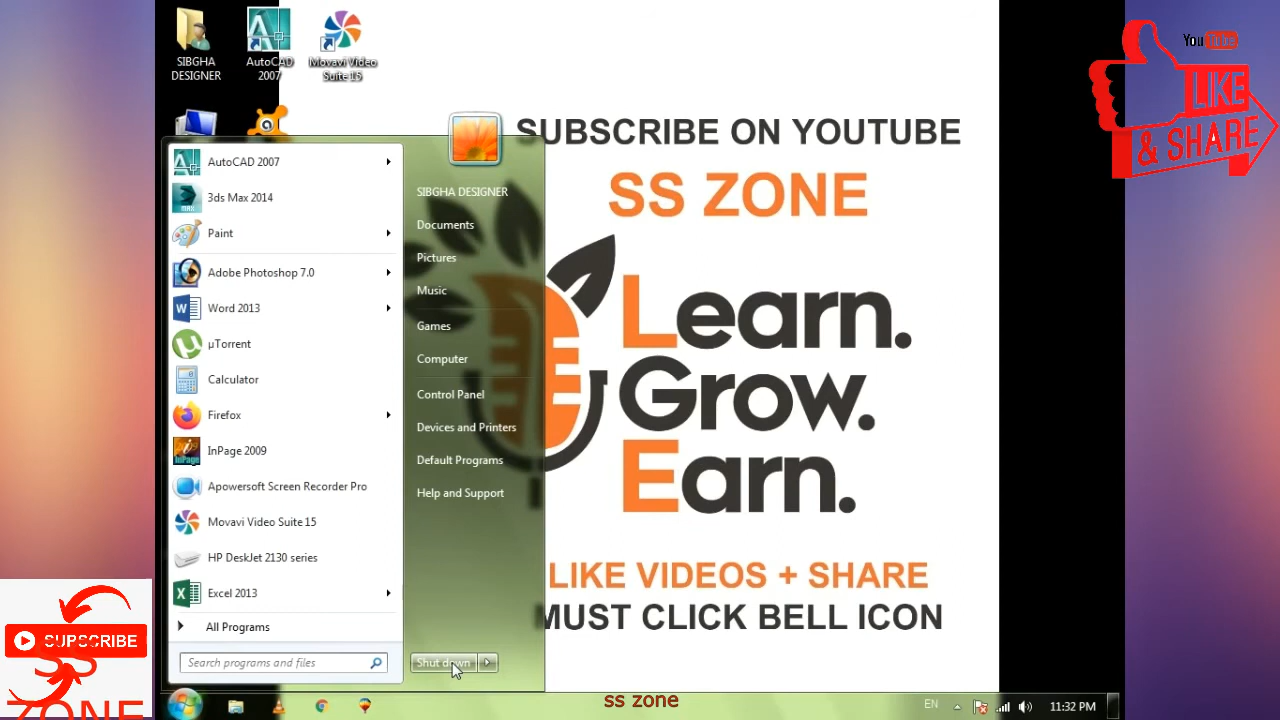 SIBGHA
DESIGNER
AutoCAD
2007
Movavi Video
Suite 15
You Tube
LIKE
& SHARE
SUBSCRIBE ON YOUTUBE
SS ZONE
Learn.
Grow.
Earn.
LIKE VIDEOS + SHARE
MUST CLICK BELL ICON
AutoCAD 2007
3ds Max 2014
Paint
Adobe Photoshop 7.0
Word 2013
µTorrent
Calculator
Firefox
InPage 2009
Apowersoft Screen Recorder Pro
Movavi Video Suite 15
HP DeskJet 2130 series
Excel 2013
All Programs
Search programs and files
SIBGHA DESIGNER
Documents
Pictures
Music
Games
Computer
Control Panel
Devices and Printers
Default Programs
Help and Support
Shut down
SUPSCRIBE
SS
ZONE
ss zone
EN
11:32 PM